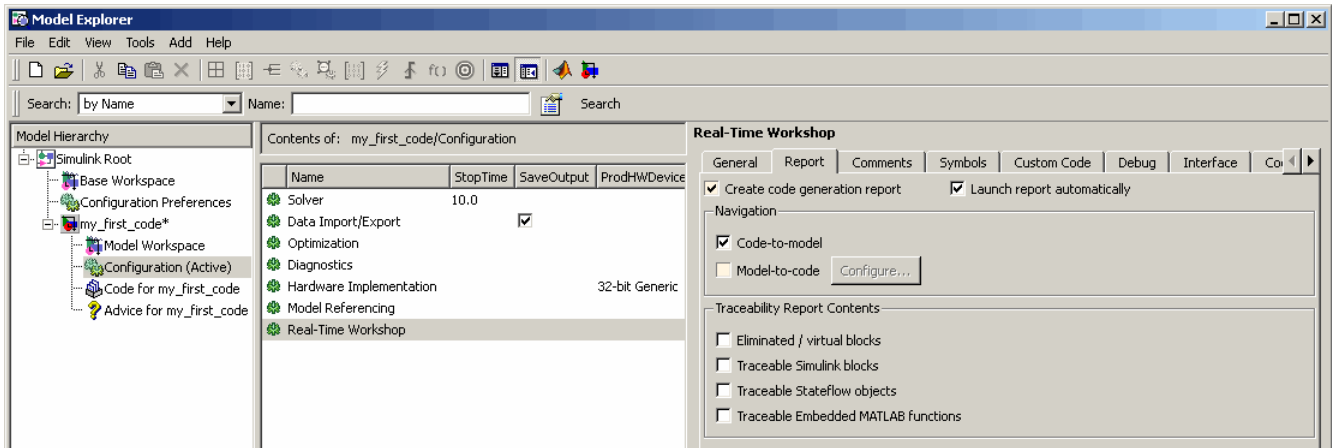 Model Explorer
File Edit View Tools Add Help
f()
Search: by Name Name: Search
Model Hierarchy
Simulink Root
Base Workspace
Configuration Preferences
my_first_code*
Model Workspace
Configuration (Active)
Code for my_first_code
Advice for my_first_code
Contents of: my_first_code/Configuration
Name StopTime SaveOutput ProdHWDevice
Solver 10.0
Data Import/Export
Optimization
Diagnostics
Hardware Implementation 32-bit Generic
Model Referencing
Real-Time Workshop
Real-Time Workshop
General Report Comments Symbols Custom Code Debug Interface Co
Create code generation report Launch report automatically
Navigation
Code-to-model
Model-to-code Configure...
Traceability Report Contents
Eliminated / virtual blocks
Traceable Simulink blocks
Traceable Stateflow objects
Traceable Embedded MATLAB functions